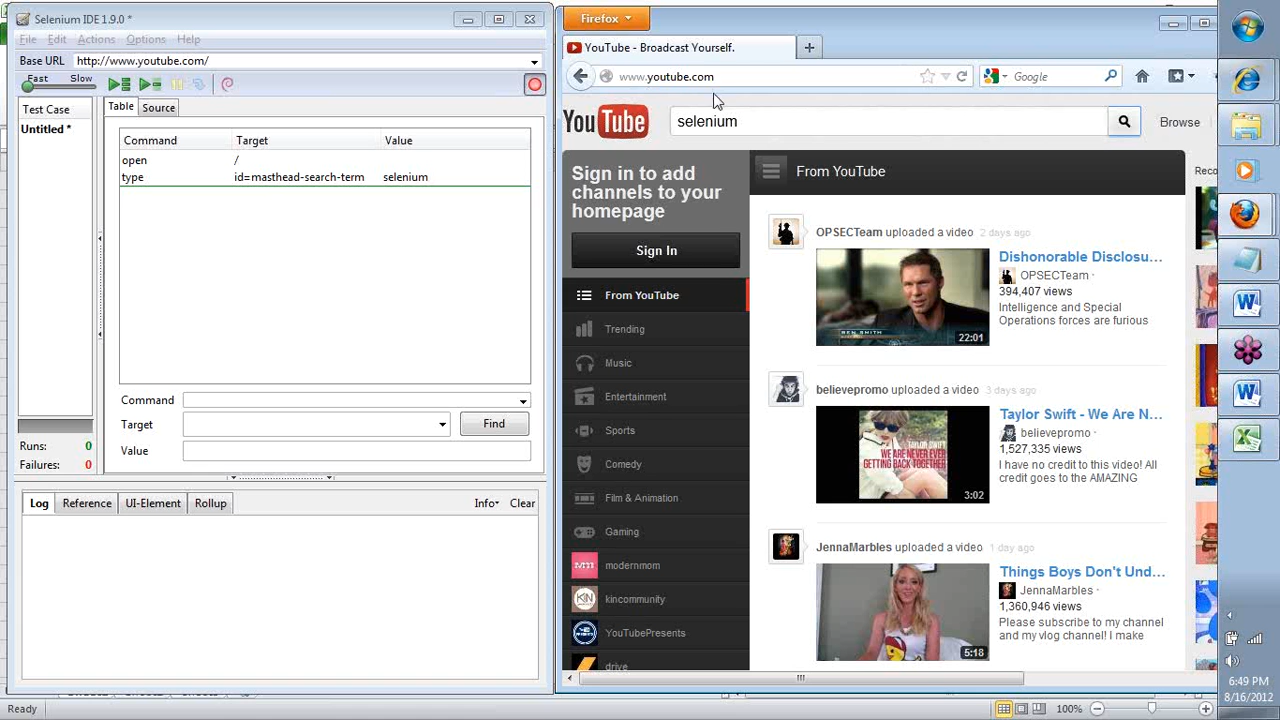 Selenium IDE 1.9.0 *
File Edit Actions Options Help
Base URL http://www.youtube.com/
Fast Slow
Test Case
Untitled *
Table Source
Command Target Value
open /
type id=masthead-search-term selenium
Command
Target Find
Value
Runs: 0
Failures: 0
Log Reference UI-Element Rollup Info Clear
Ready
Firefox
YouTube - Broadcast Yourself.
www.youtube.com
Google
YouTube
selenium
Browse
Sign in to add
channels to your
homepage
Sign In
From YouTube
Trending
Music
Entertainment
Sports
Comedy
Film & Animation
Gaming
modernmom
kincommunity
YouTubePresents
drive
From YouTube
Reco
OPSECTeam uploaded a video 2 days ago
Dishonorable Disclosu...
OPSECTeam ·
394,407 views
Intelligence and Special
Operations forces are furious
BEN SMITH
22:01
believepromo uploaded a video 3 days ago
Taylor Swift - We Are N...
believepromo ·
1,527,335 views
I have no credit to this video! All
credit goes to the AMAZING
WE ARE NEVER EVER
GETTING BACK TOGETHER
3:02
JennaMarbles uploaded a video 1 day ago
Things Boys Don't Und...
JennaMarbles ·
1,360,946 views
Please subscribe to my channel
and my vlog channel! I make
5:18
100%
6:49 PM
8/16/2012